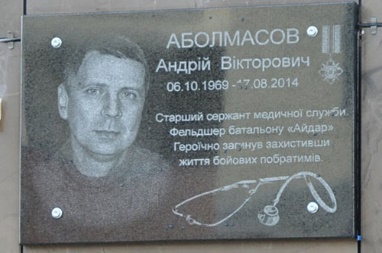 АБОЛМАСОВ
Андрій Вікторович
06.10.1969 -17.08.2014
Старший сержант медичної служби
Фельдшер батальону «Айдар»
Героїчно загинув захистивши
життя бойових побратимів.